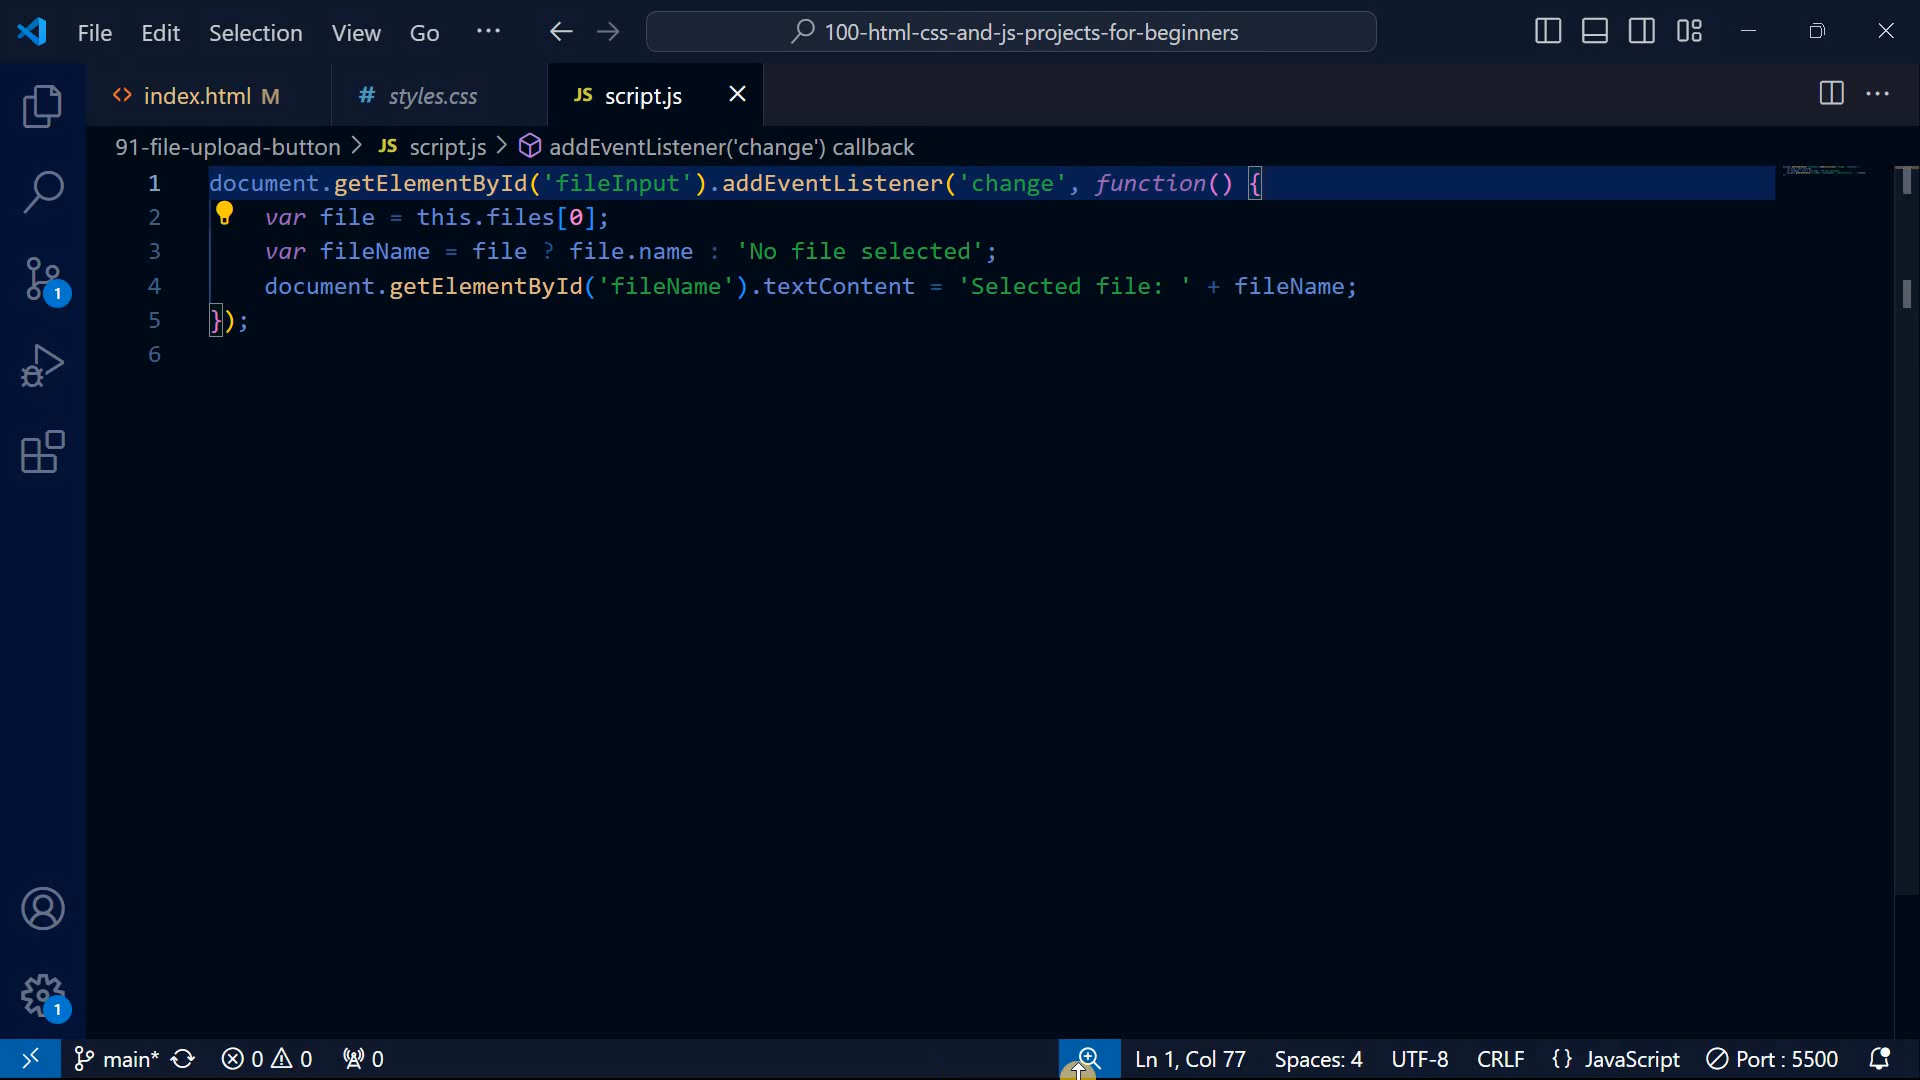 File Edit Selection View Go ··· 100-html-css-and-js-projects-for-beginners
index.html M # styles.css JS script.js
91-file-upload-button > JS script.js > addEventListener('change') callback
1 document.getElementById('fileInput').addEventListener('change', function() {
2 var file = this.files[0];
3 var fileName = file ? file.name : 'No file selected';
4 document.getElementById('fileName').textContent = 'Selected file: ' + fileName;
5 });
6
1
1
main* 0 0 0 Ln 1, Col 77 Spaces: 4 UTF-8 CRLF {} JavaScript Port : 5500